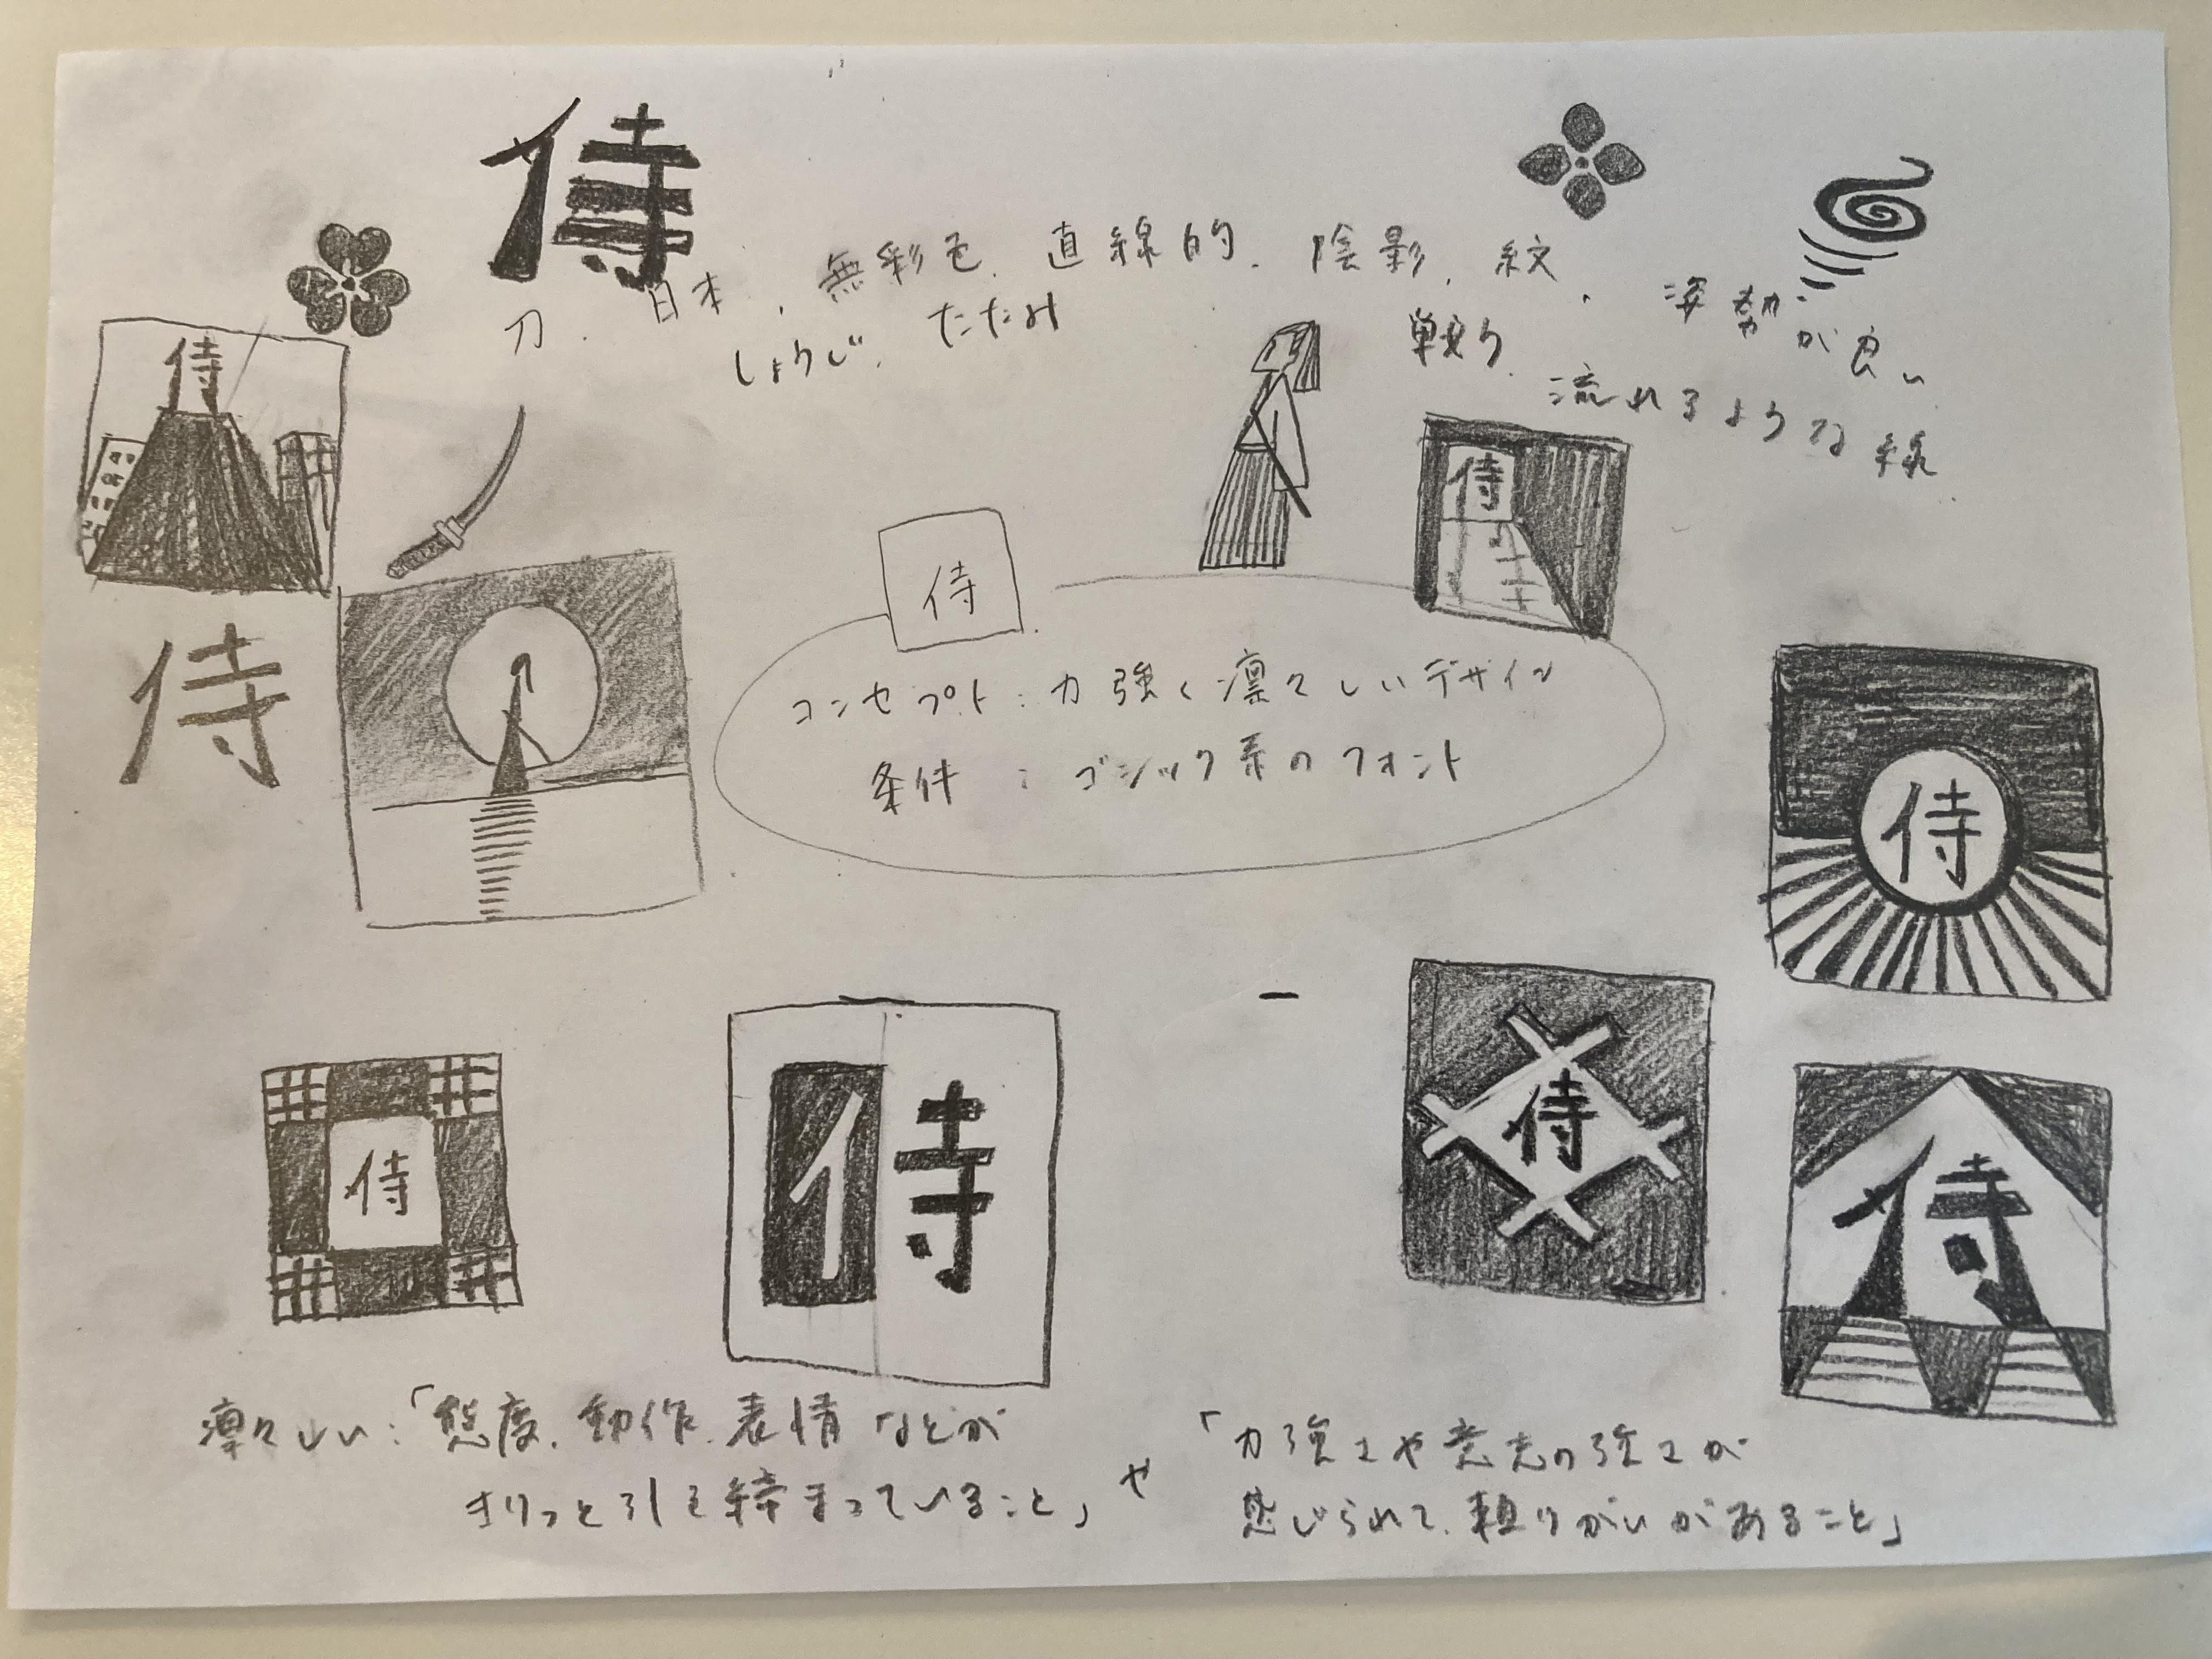 侍
刀、日本、無彩色、直線的、陰影、紋、姿勢が良い
しょうじ、たたみ
戦う、流れるような線
侍
侍
侍
侍
コンセプト：力強く凛々しいデザイン
条件：ゴシック系のフォント
侍
侍
侍
侍
侍
侍
凛々しい：「態度、動作、表情などが
きりっと引き締まっていること」や
「力強さや意志の強さが
感じられて、頼りがいがあること」